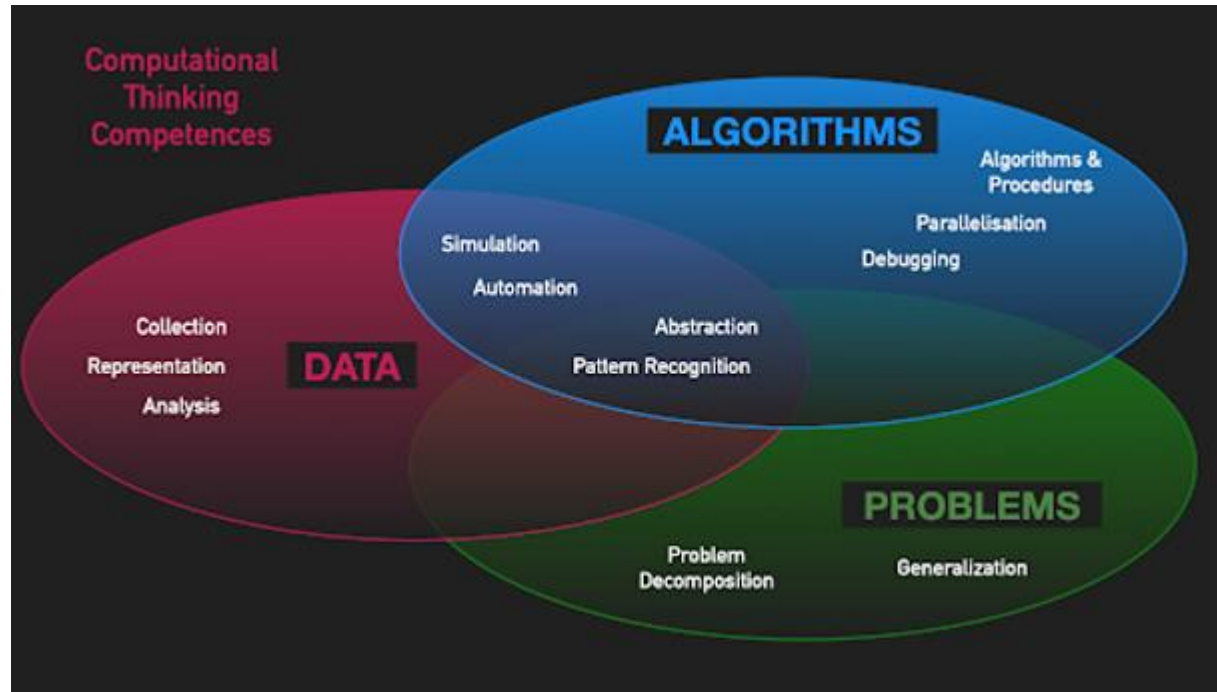 Computational
Thinking
Competences
ALGORITHMS
Algorithms &
Procedures
Parallelisation
Debugging
Simulation
Automation
Abstraction
Pattern Recognition
Collection
Representation
Analysis
DATA
PROBLEMS
Problem
Decomposition
Generalization